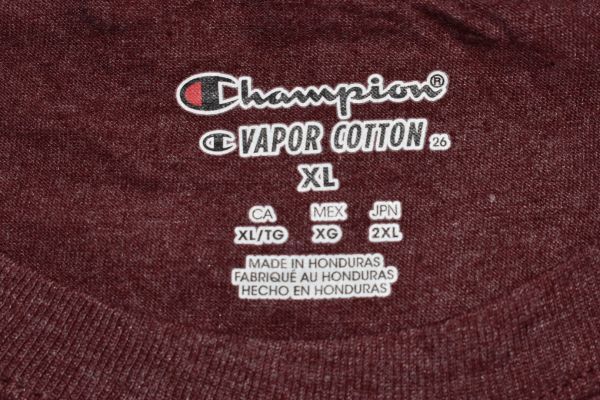 Champion®
VAPOR COTTON 26
XL
CA MEX JPN
XL/TG XG 2XL
MADE IN HONDURAS
FABRIQUÉ AU HONDURAS
HECHO EN HONDURAS